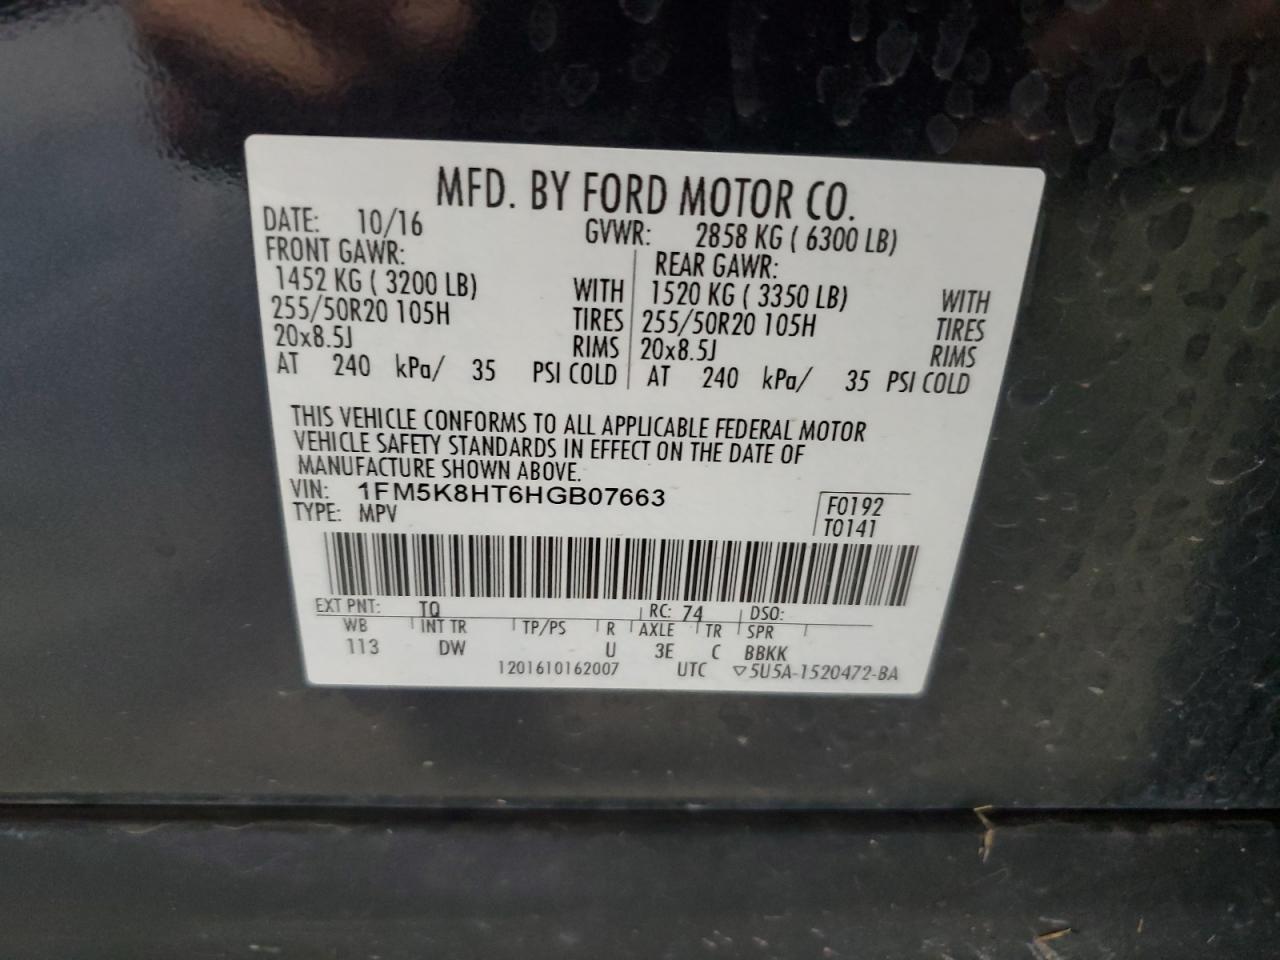 MFD. BY FORD MOTOR CO.
DATE: 10/16 GVWR: 2858 KG ( 6300 LB)
FRONT GAWR: REAR GAWR:
1452 KG ( 3200 LB) WITH 1520 KG ( 3350 LB) WITH
255/50R20 105H TIRES 255/50R20 105H TIRES
20x8.5J RIMS 20x8.5J RIMS
AT 240 kPa/ 35 PSI COLD AT 240 kPa/ 35 PSI COLD
THIS VEHICLE CONFORMS TO ALL APPLICABLE FEDERAL MOTOR
VEHICLE SAFETY STANDARDS IN EFFECT ON THE DATE OF
MANUFACTURE SHOWN ABOVE.
VIN: 1FM5K8HT6HGB07663 F0192
TYPE: MPV T0141
EXT PNT: TQ RC: 74 DSO:
WB INT TR TP/PS R AXLE TR SPR
113 DW U 3E C BBKK
1201610162007 UTC ▽5U5A-1520472-BA